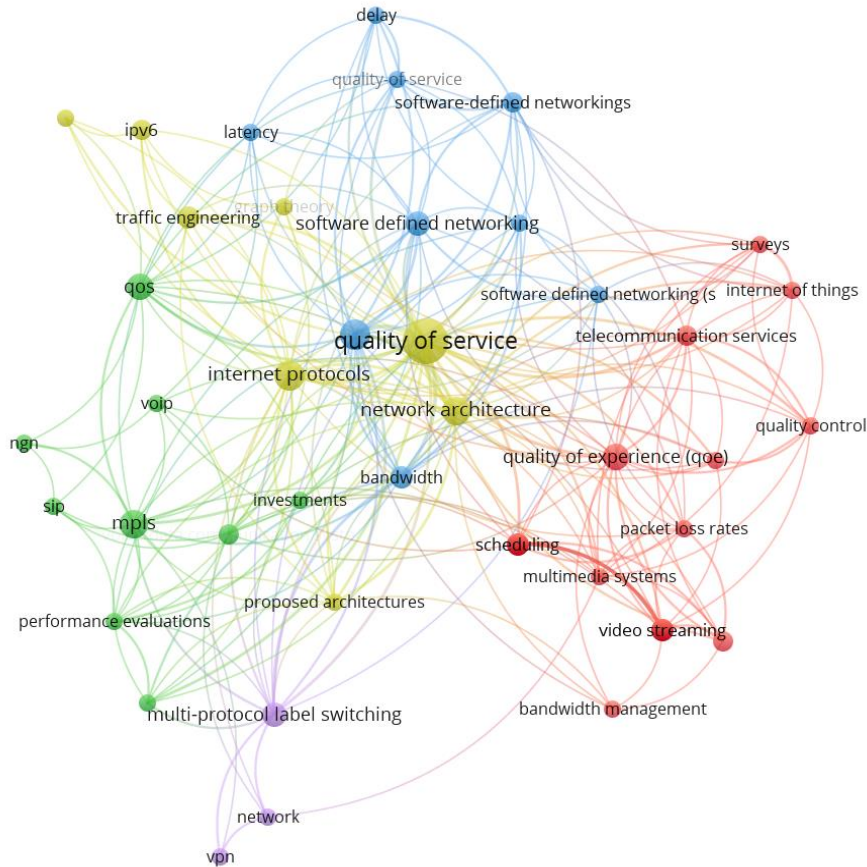 delay
quality-of-service
software-defined networkings
ipv6
latency
graph theory
traffic engineering
software defined networking
surveys
qos
software defined networking (s
internet of things
quality of service
telecommunication services
internet protocols
voip
network architecture
quality control
ngn
bandwidth
quality of experience (qoe)
investments
sip
mpls
packet loss rates
scheduling
multimedia systems
proposed architectures
performance evaluations
video streaming
multi-protocol label switching
bandwidth management
network
vpn